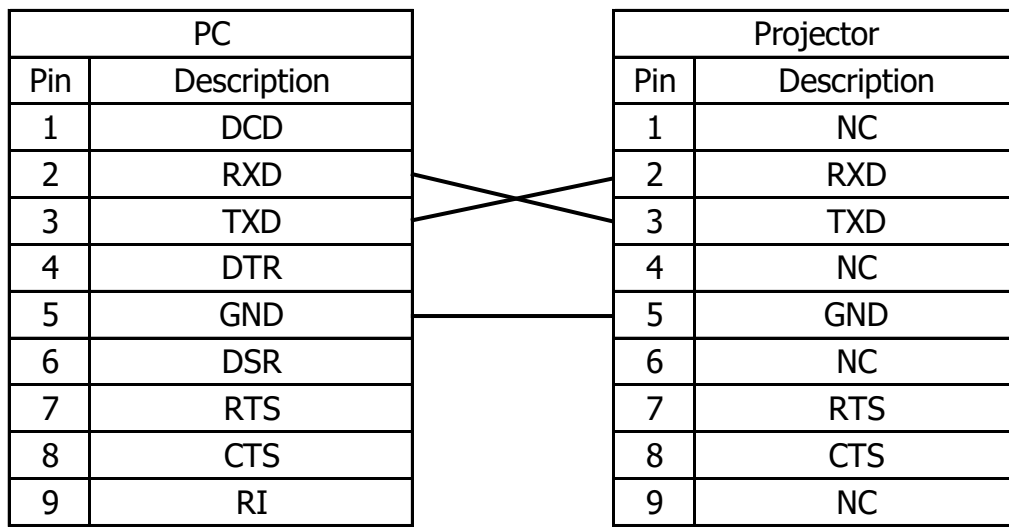 PC Projector
Pin Description Pin Description
1 DCD 1 NC
2 RXD 2 RXD
3 TXD 3 TXD
4 DTR 4 NC
5 GND 5 GND
6 DSR 6 NC
7 RTS 7 RTS
8 CTS 8 CTS
9 RI 9 NC